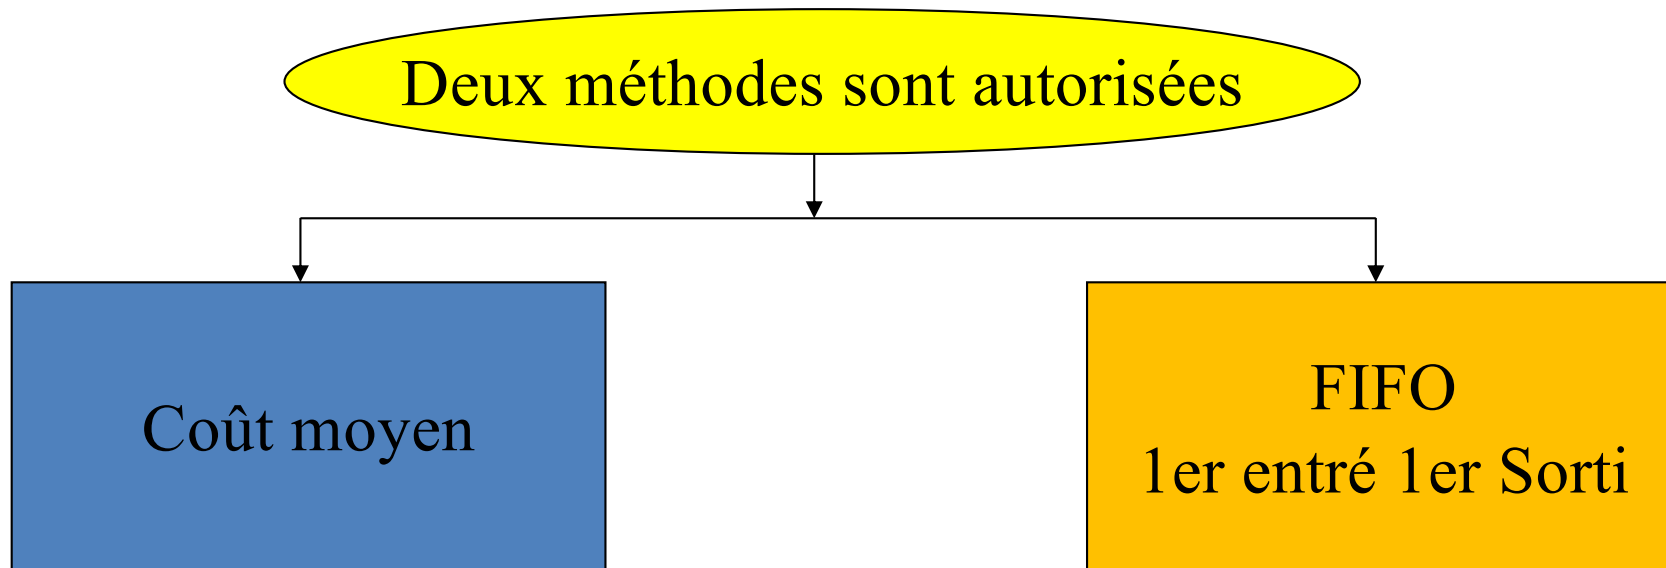 Deux méthodes sont autorisées
Coût moyen
FIFO
1er entré 1er Sorti